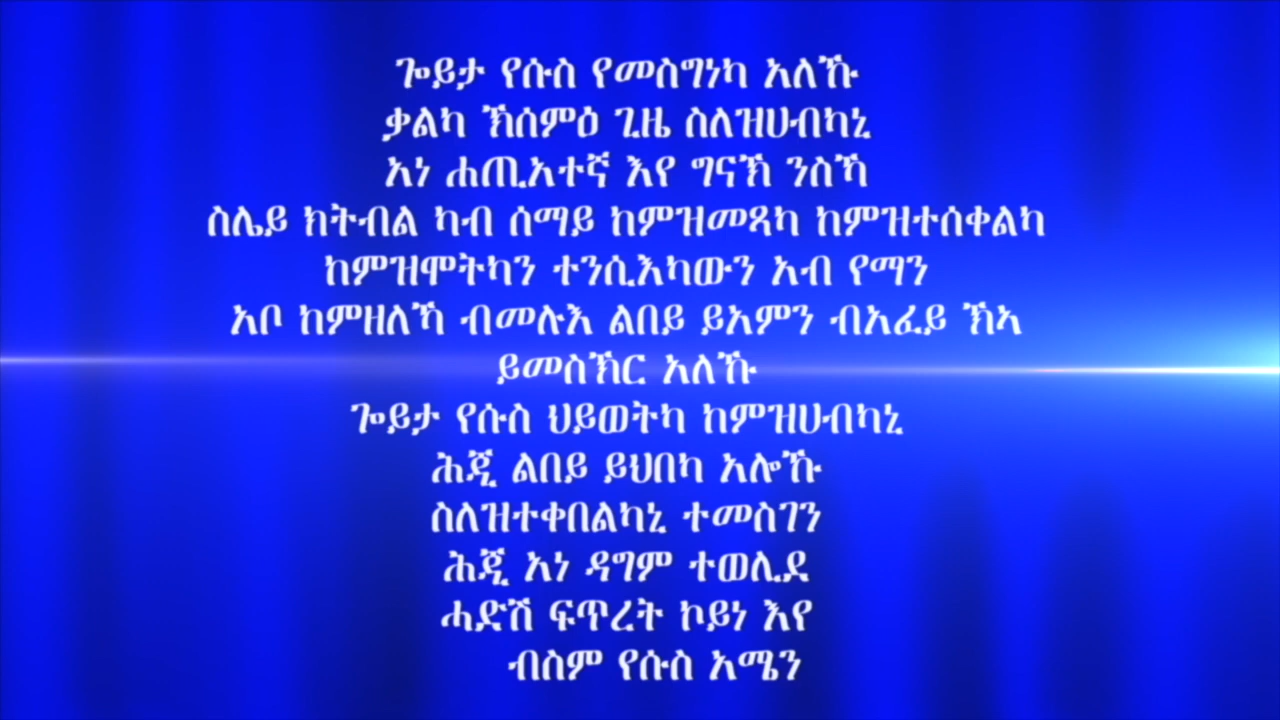 ጐይታ የሱስ የመስግነካ አለኹ
ቃልካ ኽሰምዕ ጊዜ ስለዝሀብካኒ
አነ ሐጢአተኛ እየ ግናኽ ንስኻ
ስሌይ ክትብል ካብ ሰማይ ከምዝመጻካ ከምዝተሰቀልካ
ከምዝሞትካን ተንሲእካውን አብ የማን
አቦ ከምዘለኻ ብመሉእ ልበይ ይአምን ብአፈይ ኽኣ
ይመስኽር አለኹ
ጐይታ የሱስ ህይወትካ ከምዝሀብካኒ
ሕጂ ልበይ ይህበካ አሎኹ
ስለዝተቀበልካኒ ተመስገን
ሕጂ አነ ዳግም ተወሊደ
ሓድሽ ፍጥረት ኮይነ እየ
ብስም የሱስ አሜን